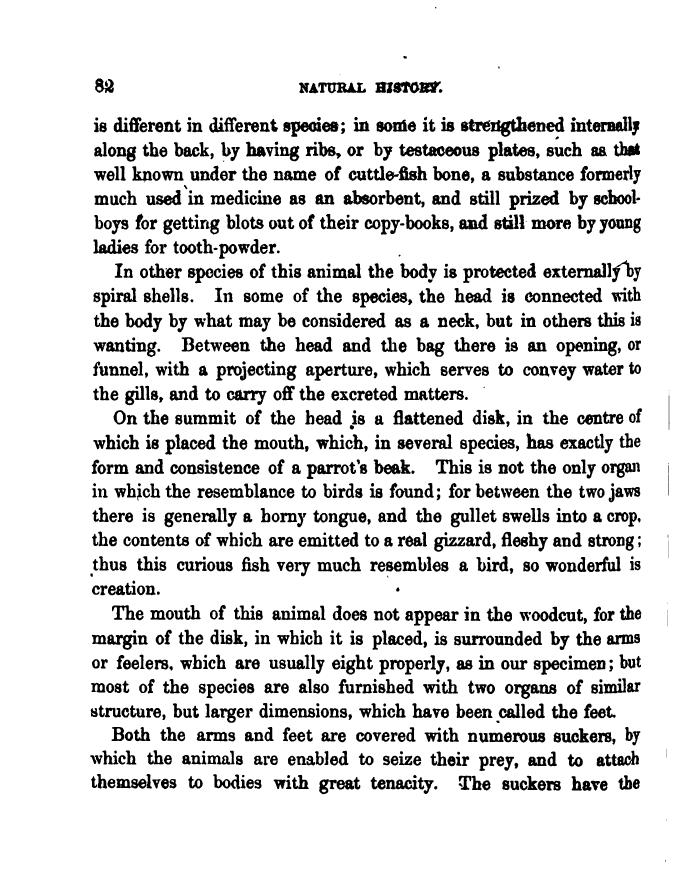 82 NATURAL HISTORY.
is different in different species; in some it is strengthened internally
along the back, by having ribs, or by testaceous plates, such as that
well known under the name of cuttle-fish bone, a substance formerly
much used in medicine as an absorbent, and still prized by school-
boys for getting blots out of their copy-books, and still more by young
ladies for tooth-powder.
In other species of this animal the body is protected externally by
spiral shells. In some of the species, the head is connected with
the body by what may be considered as a neck, but in others this is
wanting. Between the head and the bag there is an opening, or
funnel, with a projecting aperture, which serves to convey water to
the gills, and to carry off the excreted matters.
On the summit of the head is a flattened disk, in the centre of
which is placed the mouth, which, in several species, has exactly the
form and consistence of a parrot's beak. This is not the only organ
in which the resemblance to birds is found; for between the two jaws
there is generally a horny tongue, and the gullet swells into a crop,
the contents of which are emitted to a real gizzard, fleshy and strong;
thus this curious fish very much resembles a bird, so wonderful is
creation.
The mouth of this animal does not appear in the woodcut, for the
margin of the disk, in which it is placed, is surrounded by the arms
or feelers, which are usually eight properly, as in our specimen; but
most of the species are also furnished with two organs of similar
structure, but larger dimensions, which have been called the feet.
Both the arms and feet are covered with numerous suckers, by
which the animals are enabled to seize their prey, and to attach
themselves to bodies with great tenacity. The suckers have the